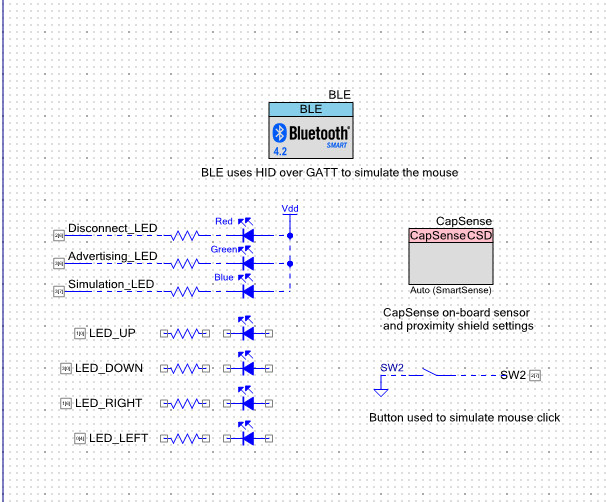 BLE
BLE
Bluetooth
SMART
4.2
BLE uses HID over GATT to simulate the mouse
Vdd
Red
Disconnect_LED
Green
Advertising_LED
Blue
Simulation_LED
LED_UP
LED_DOWN
LED_RIGHT
LED_LEFT
CapSense
CapSense CSD
Auto (SmartSense)
CapSense on-board sensor
and proximity shield settings
SW2
SW2
Button used to simulate mouse click